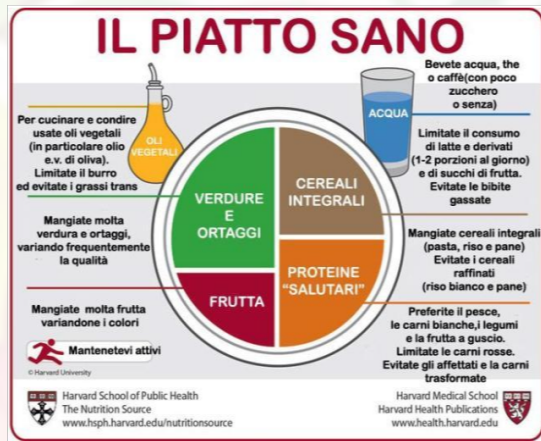 IL PIATTO SANO
Per cucinare e condire
usate oli vegetali
(in particolare olio
e.v. di oliva).
Limitate il burro
ed evitate i grassi trans
OLI
VEGETALI
Mangiate molta
verdura e ortaggi,
variando frequentemente
la qualità
Mangiate molta frutta
variandone i colori
Mantenetevi attivi
© Harvard University
VERDURE
E
ORTAGGI
FRUTTA
CEREALI
INTEGRALI
PROTEINE
“SALUTARI”
ACQUA
Bevete acqua, the
o caffè(con poco
zucchero
o senza)
Limitate il consumo
di latte e derivati
(1-2 porzioni al giorno)
e di succhi di frutta.
Evitate le bibite
gassate
Mangiate cereali integrali
(pasta, riso e pane)
Evitate i cereali
raffinati
(riso bianco e pane)
Preferite il pesce,
le carni bianche,i legumi
e la frutta a guscio.
Limitate le carni rosse.
Evitate gli affettati e la carni
trasformate
Harvard School of Public Health
The Nutrition Source
www.hsph.harvard.edu/nutritionsource
Harvard Medical School
Harvard Health Publications
www.health.harvard.edu